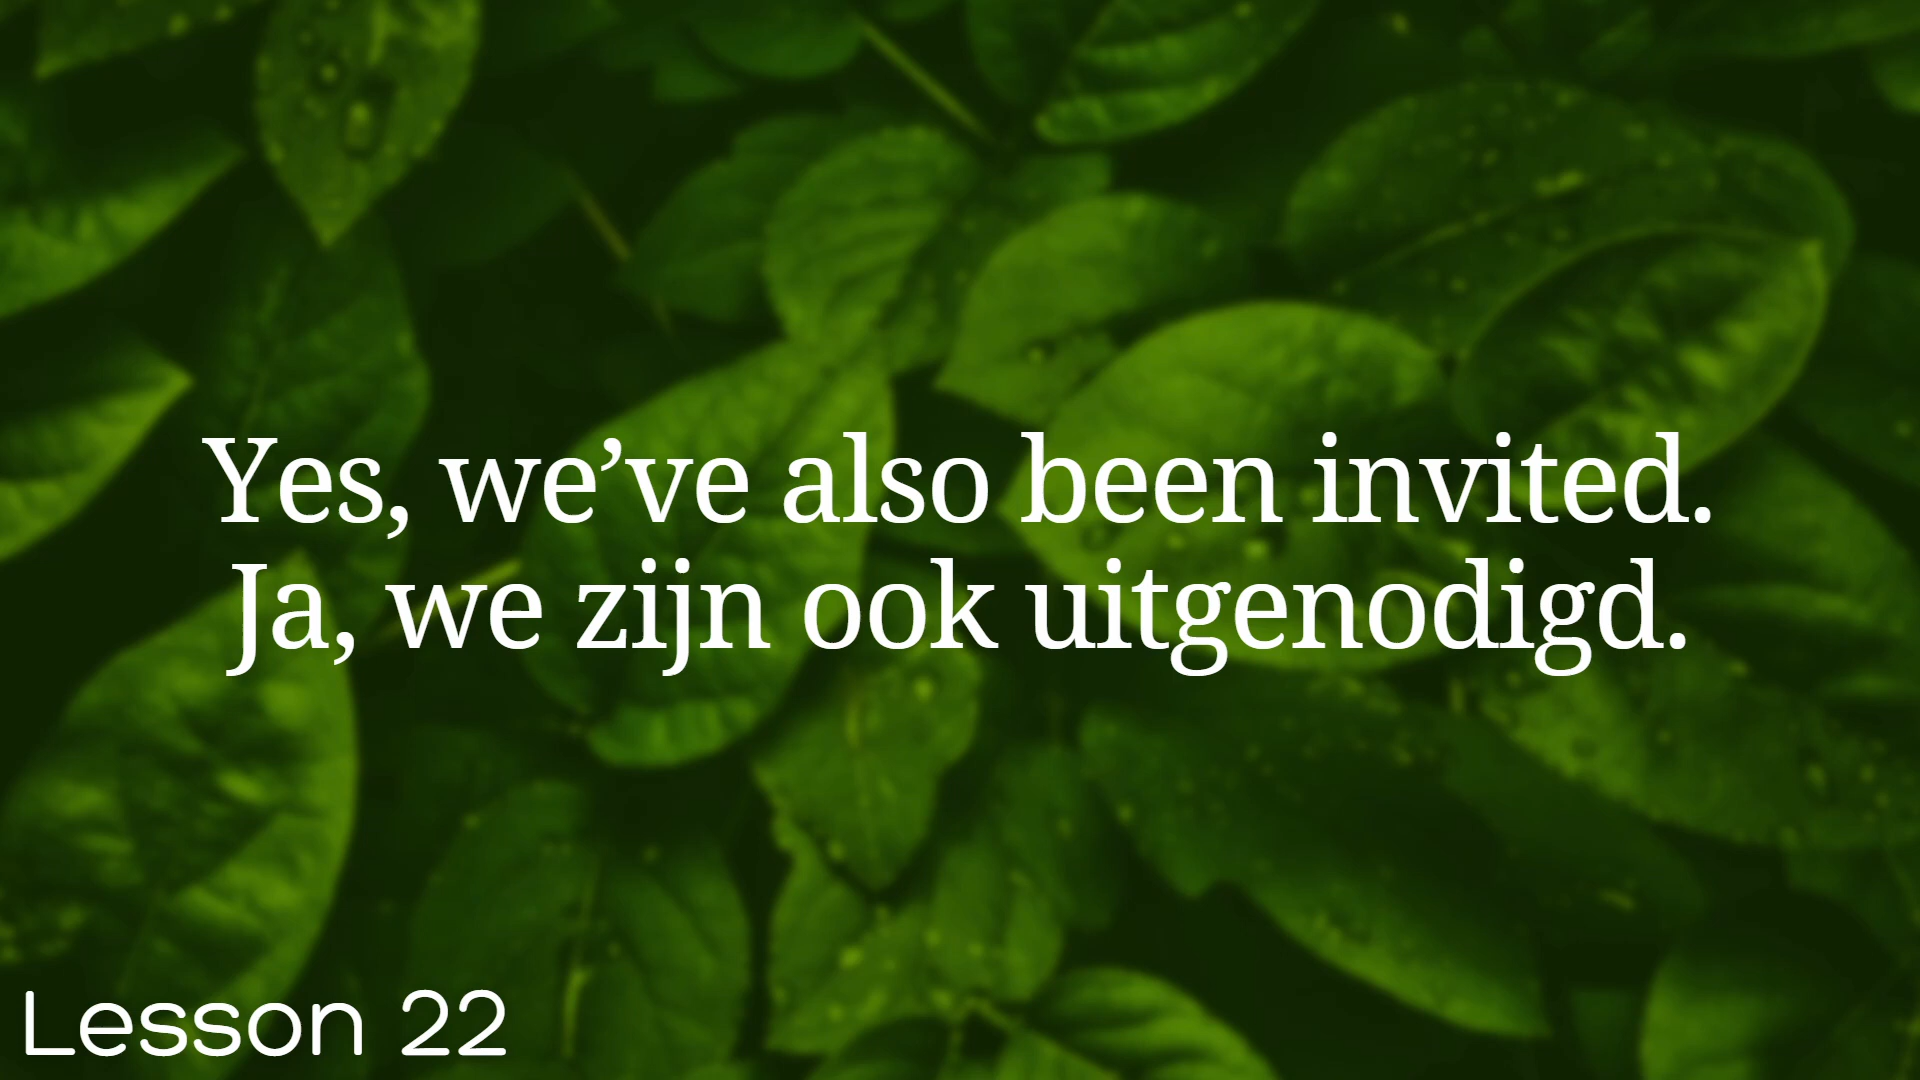 Yes, we’ve also been invited.
Ja, we zijn ook uitgenodigd.
Lesson 22